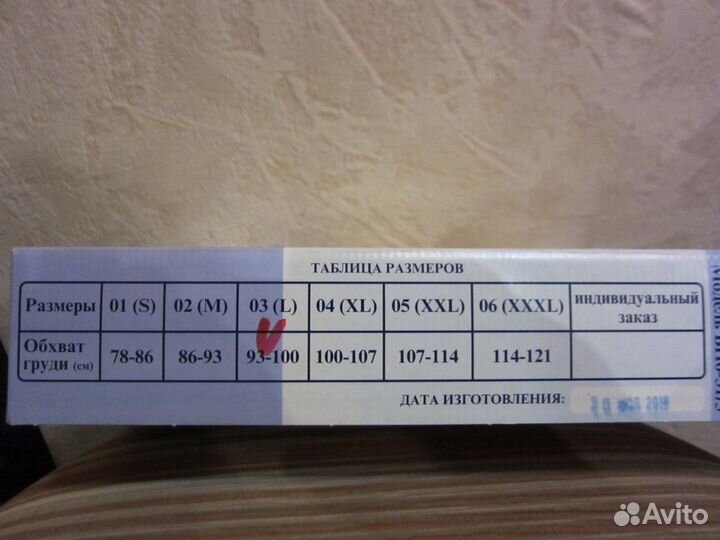 ТАБЛИЦА РАЗМЕРОВ
Размеры 01 (S) 02 (M) 03 (L) 04 (XL) 05 (XXL) 06 (XXXL) индивидуальный заказ
Обхват груди (см) 78-86 86-93 93-100 100-107 107-114 114-121
ДАТА ИЗГОТОВЛЕНИЯ:
Avito